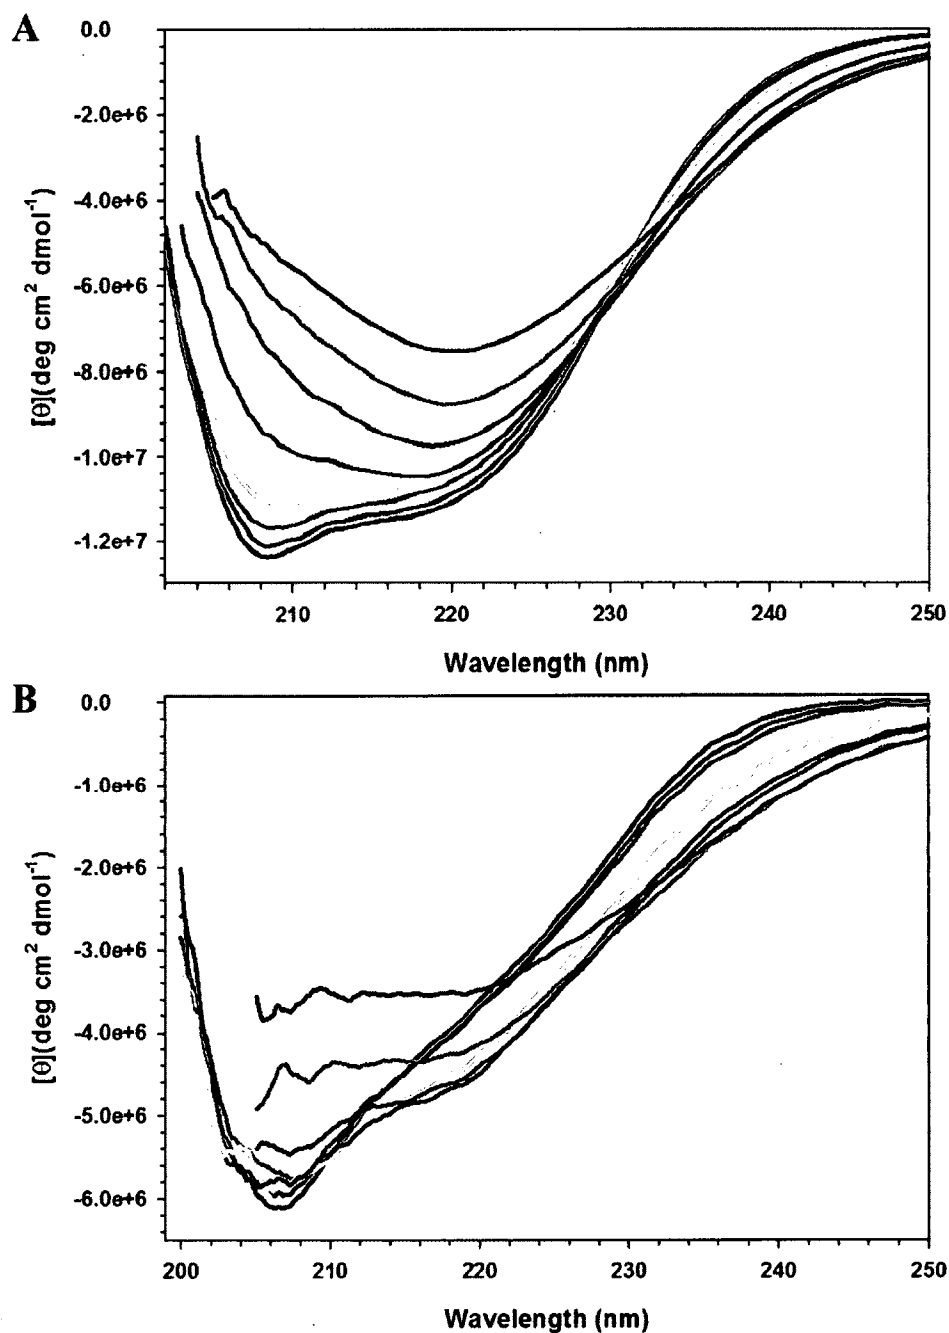 A
0.0
-2.0e+6
-4.0e+6
-6.0e+6
-8.0e+6
-1.0e+7
-1.2e+7
[θ](deg cm² dmol⁻¹)
210 220 230 240 250
Wavelength (nm)
B
0.0
-1.0e+6
-2.0e+6
-3.0e+6
-4.0e+6
-5.0e+6
-6.0e+6
[θ](deg cm² dmol⁻¹)
200 210 220 230 240 250
Wavelength (nm)